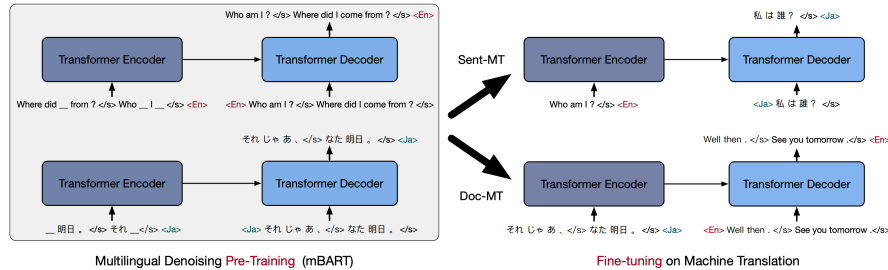 Who am I ? </s> Where did I come from ? </s> <En>
Transformer Encoder
Transformer Decoder
Where did __ from ? </s> Who __ I __ </s> <En>
<En> Who am I ? </s> Where did I come from ? </s>
それ じゃ あ 、 </s> なた 明日 。 </s> <Ja>
Transformer Encoder
Transformer Decoder
__ 明日 。 </s> それ __ </s> <Ja>
<Ja> それ じゃ あ 、 </s> なた 明日 。 </s>
Multilingual Denoising Pre-Training (mBART)
Sent-MT
Doc-MT
私 は 誰 ? </s> <Ja>
Transformer Encoder
Transformer Decoder
Who am I ? </s> <En>
<Ja> 私 は 誰 ? </s>
Well then . </s> See you tomorrow .</s> <En>
Transformer Encoder
Transformer Decoder
それ じゃ あ 、 </s> なた 明日 。 </s> <Ja>
<En> Well then . </s> See you tomorrow .</s>
Fine-tuning on Machine Translation